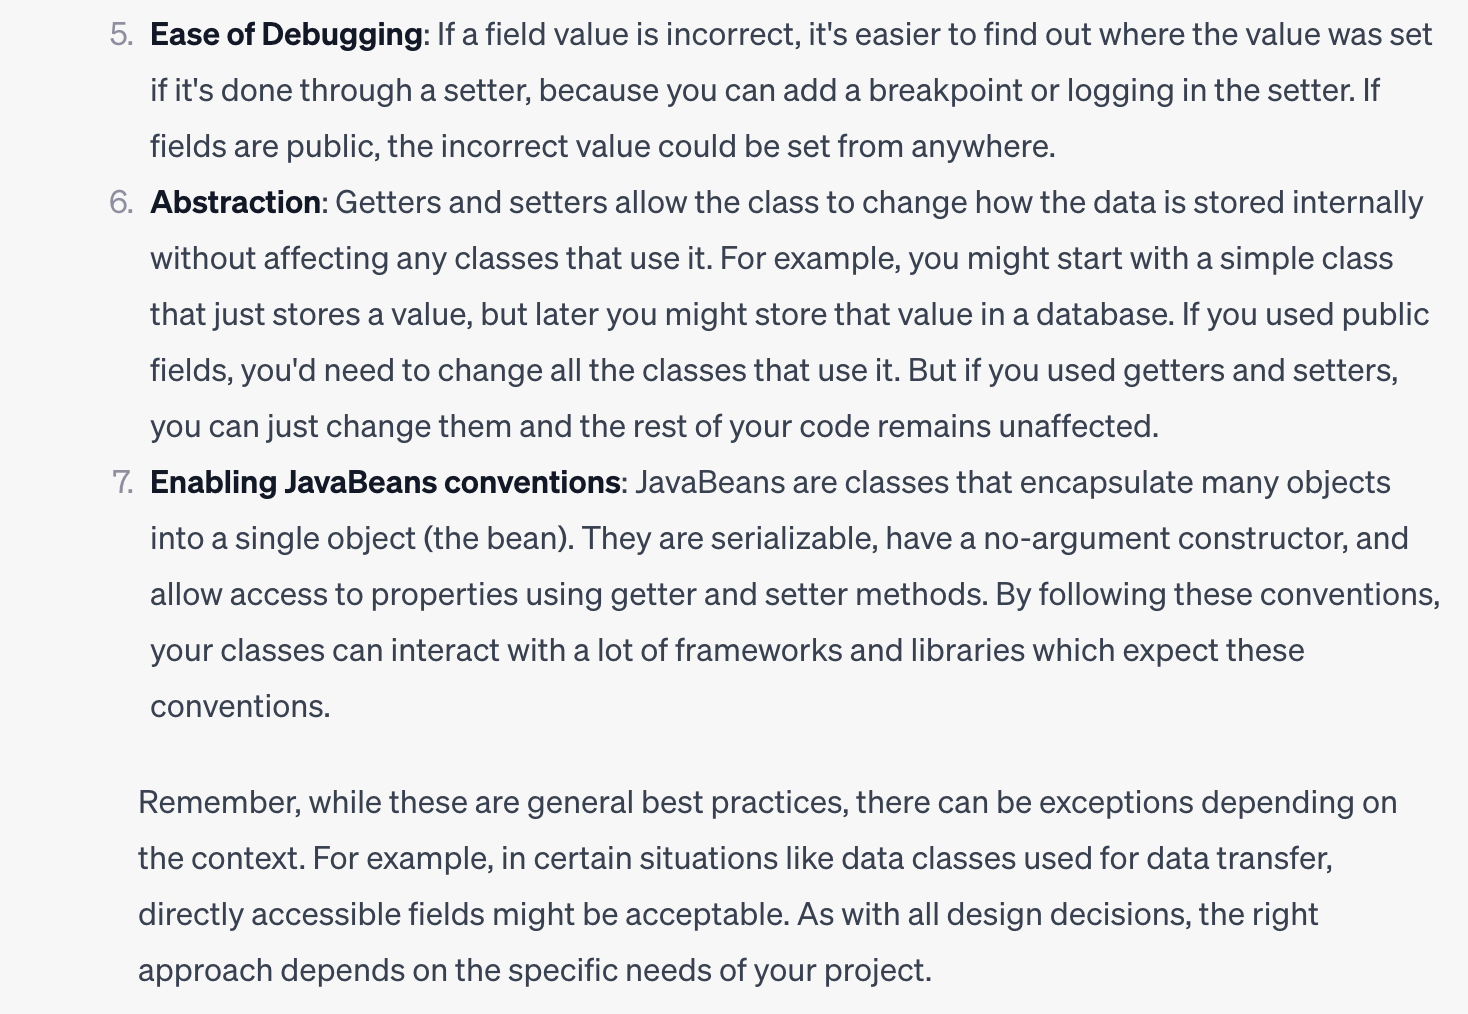 5. Ease of Debugging: If a field value is incorrect, it's easier to find out where the value was set
if it's done through a setter, because you can add a breakpoint or logging in the setter. If
fields are public, the incorrect value could be set from anywhere.
6. Abstraction: Getters and setters allow the class to change how the data is stored internally
without affecting any classes that use it. For example, you might start with a simple class
that just stores a value, but later you might store that value in a database. If you used public
fields, you'd need to change all the classes that use it. But if you used getters and setters,
you can just change them and the rest of your code remains unaffected.
7. Enabling JavaBeans conventions: JavaBeans are classes that encapsulate many objects
into a single object (the bean). They are serializable, have a no-argument constructor, and
allow access to properties using getter and setter methods. By following these conventions,
your classes can interact with a lot of frameworks and libraries which expect these
conventions.
Remember, while these are general best practices, there can be exceptions depending on
the context. For example, in certain situations like data classes used for data transfer,
directly accessible fields might be acceptable. As with all design decisions, the right
approach depends on the specific needs of your project.